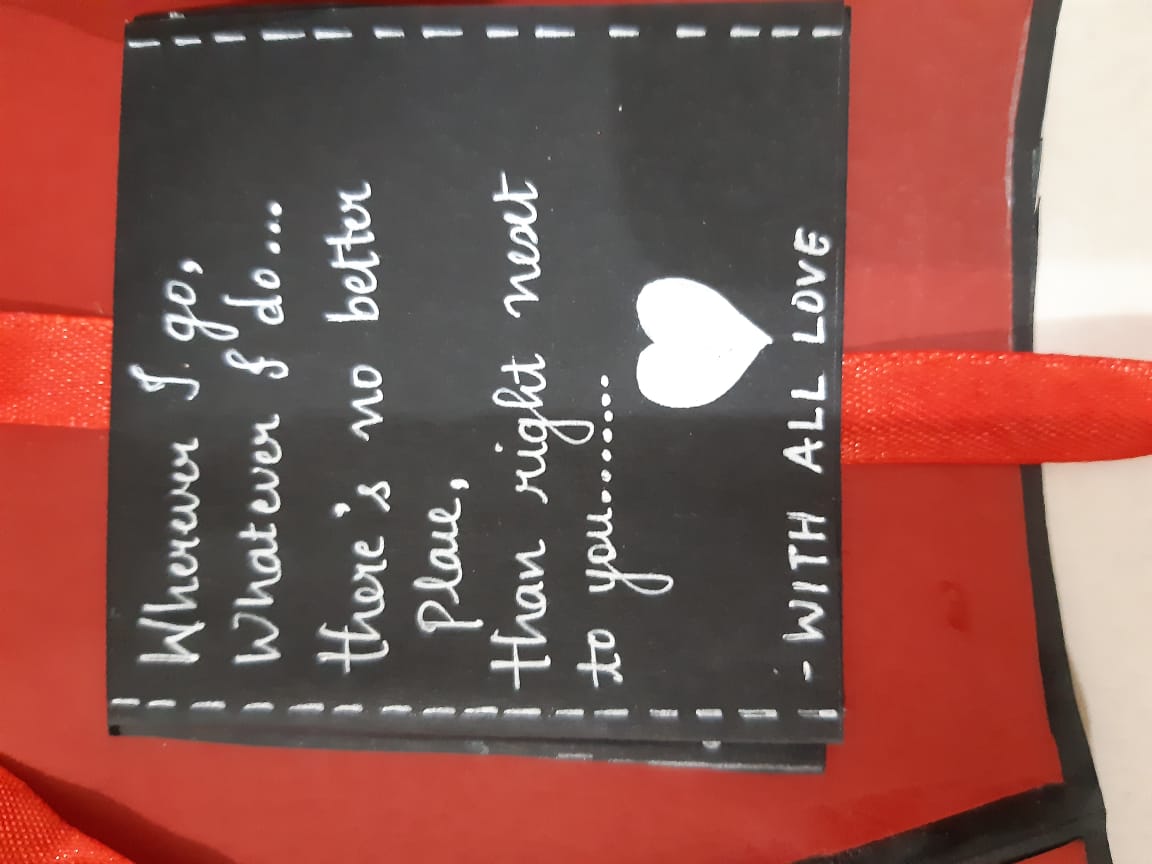 Wherever I go,
Whatever I do...
there's no better
Place,
than right next
to you........
- WITH ALL LOVE